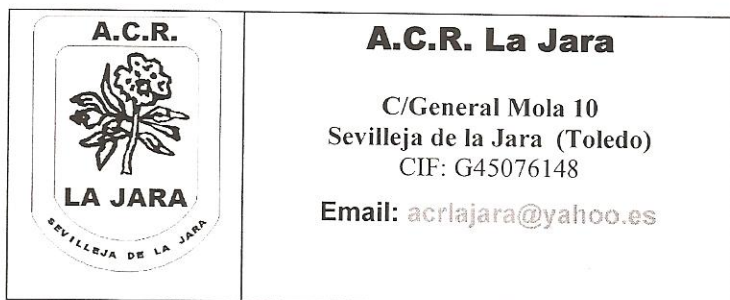 A.C.R.
LA JARA
SEVILLEJA DE LA JARA
A.C.R. La Jara
C/General Mola 10
Sevilleja de la Jara (Toledo)
CIF: G45076148
Email: acrlajara@yahoo.es